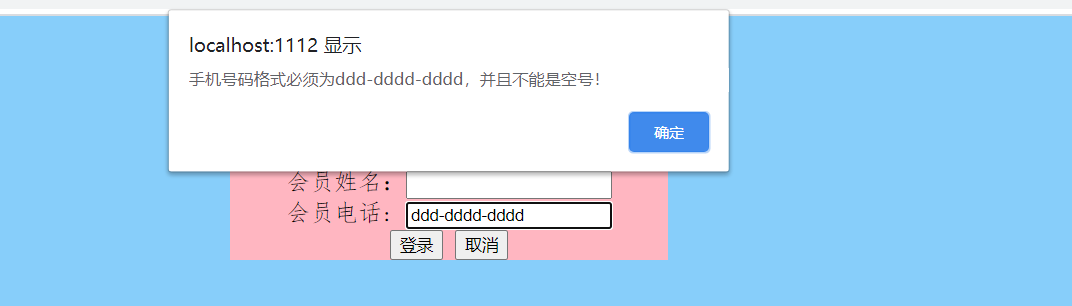 localhost:1112 显示
手机号码格式必须为ddd-dddd-dddd，并且不能是空号！
确定
会员姓名：
会员电话： ddd-dddd-dddd
登录 取消